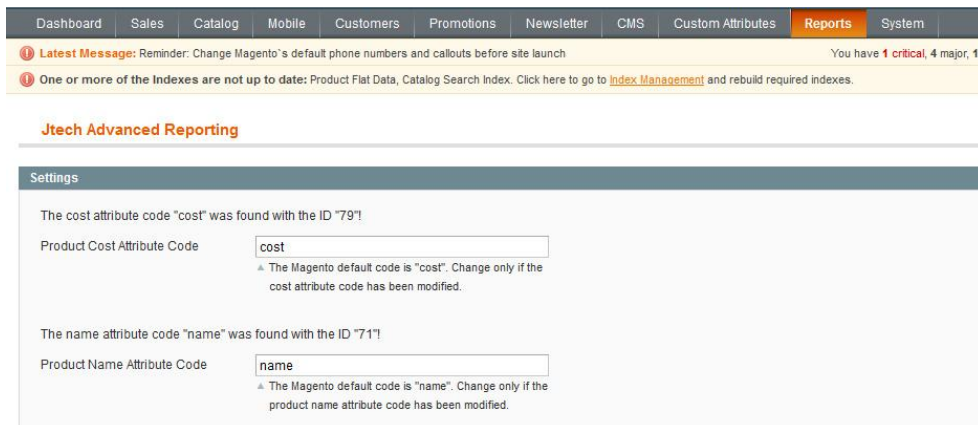 Dashboard Sales Catalog Mobile Customers Promotions Newsletter CMS Custom Attributes Reports System
Latest Message: Reminder: Change Magento`s default phone numbers and callouts before site launch You have 1 critical, 4 major, 1
One or more of the Indexes are not up to date: Product Flat Data, Catalog Search Index. Click here to go to Index Management and rebuild required indexes.
Jtech Advanced Reporting
Settings
The cost attribute code "cost" was found with the ID "79"!
Product Cost Attribute Code cost
The Magento default code is "cost". Change only if the
cost attribute code has been modified.
The name attribute code "name" was found with the ID "71"!
Product Name Attribute Code name
The Magento default code is "name". Change only if the
product name attribute code has been modified.